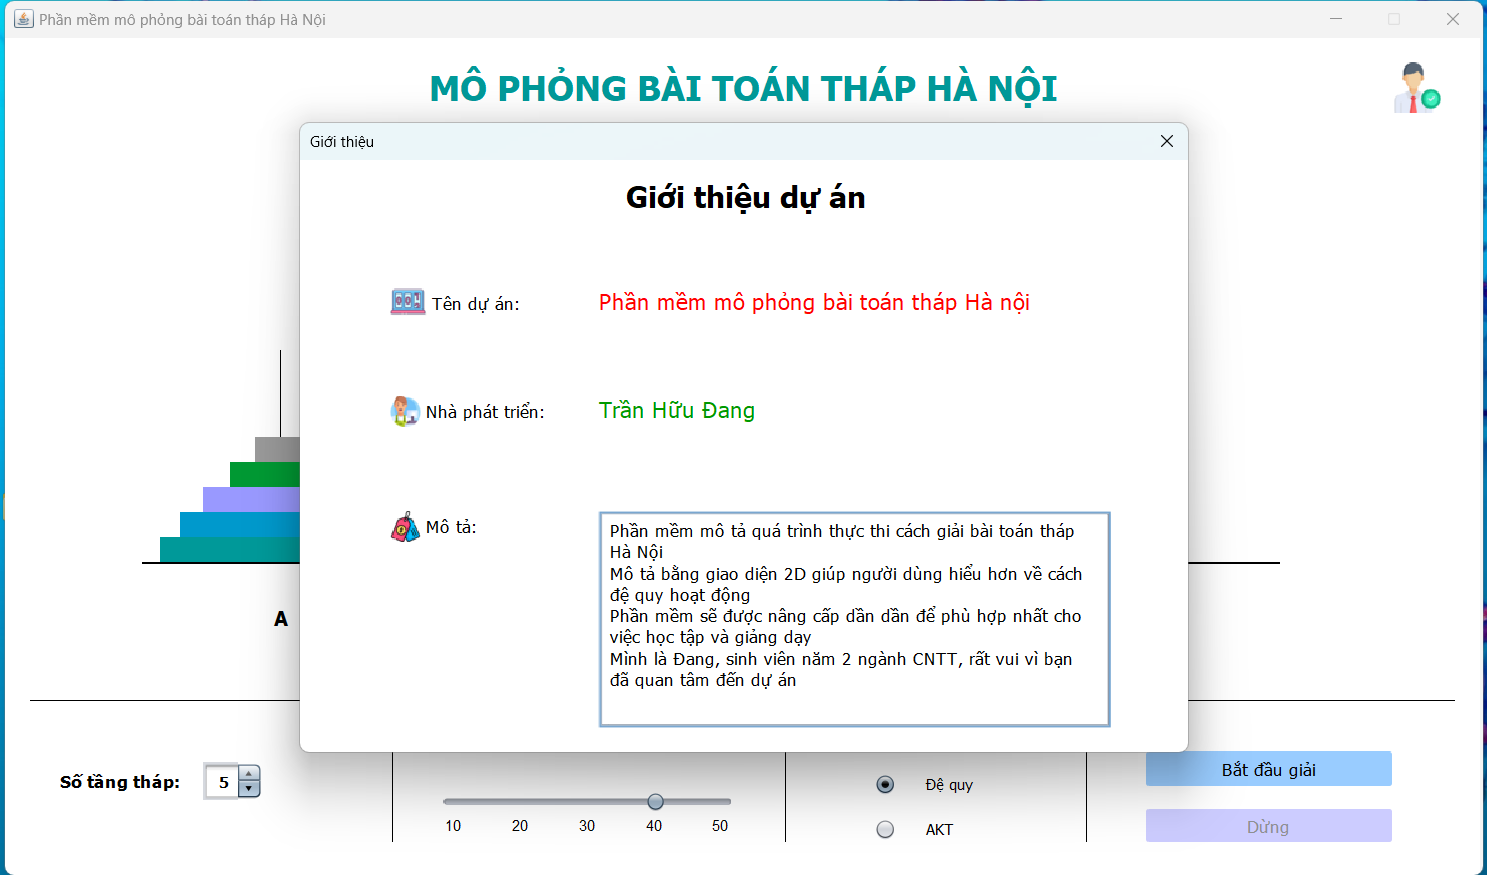 Phần mềm mô phỏng bài toán tháp Hà Nội
MÔ PHỎNG BÀI TOÁN THÁP HÀ NỘI
Giới thiệu
Giới thiệu dự án
Tên dự án: Phần mềm mô phỏng bài toán tháp Hà nội
Nhà phát triển: Trần Hữu Đang
Mô tả:
Phần mềm mô tả quá trình thực thi cách giải bài toán tháp
Hà Nội
Mô tả bằng giao diện 2D giúp người dùng hiểu hơn về cách
đệ quy hoạt động
Phần mềm sẽ được nâng cấp dần dần để phù hợp nhất cho
việc học tập và giảng dạy
Mình là Đang, sinh viên năm 2 ngành CNTT, rất vui vì bạn
đã quan tâm đến dự án
A
Số tầng tháp: 5
10 20 30 40 50
Đệ quy
AKT
Bắt đầu giải
Dừng